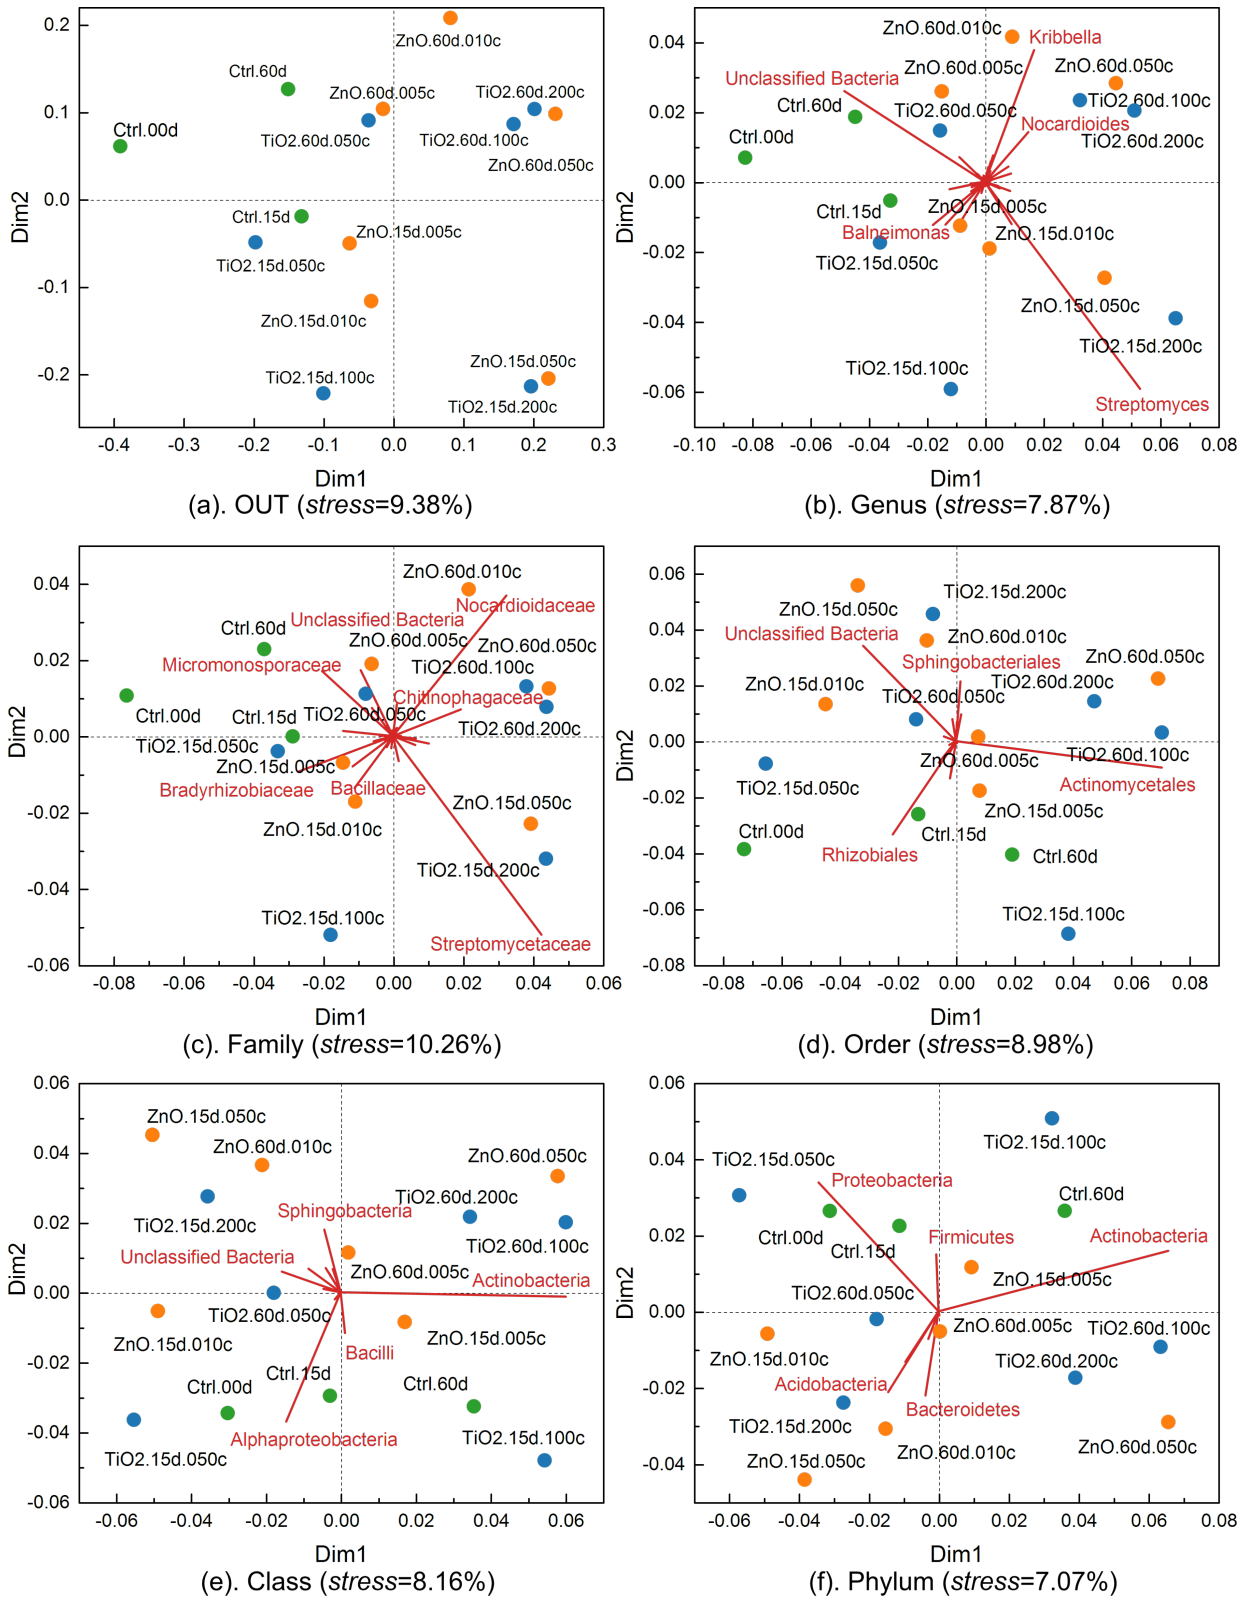 0.2
0.1
0.0
-0.1
-0.2
Dim2
ZnO.60d.010c
Ctrl.60d
ZnO.60d.005c
TiO2.60d.200c
Ctrl.00d
TiO2.60d.050c
TiO2.60d.100c
ZnO.60d.050c
Ctrl.15d
ZnO.15d.005c
TiO2.15d.050c
ZnO.15d.010c
ZnO.15d.050c
TiO2.15d.100c
TiO2.15d.200c
-0.4 -0.3 -0.2 -0.1 0.0 0.1 0.2 0.3
Dim1
(a). OUT (stress=9.38%)
0.04
0.02
0.00
-0.02
-0.04
-0.06
Dim2
ZnO.60d.010c
Kribbella
ZnO.60d.005c
ZnO.60d.050c
Unclassified Bacteria
Ctrl.60d
TiO2.60d.050c
TiO2.60d.100c
Nocardioides
Ctrl.00d
TiO2.60d.200c
ZnO.15d.005c
Ctrl.15d
Balneimonas
ZnO.15d.010c
TiO2.15d.050c
ZnO.15d.050c
TiO2.15d.200c
TiO2.15d.100c
Streptomyces
-0.10 -0.08 -0.06 -0.04 -0.02 0.00 0.02 0.04 0.06 0.08
Dim1
(b). Genus (stress=7.87%)
0.04
0.02
0.00
-0.02
-0.04
-0.06
Dim2
ZnO.60d.010c
Nocardioidaceae
Unclassified Bacteria
Ctrl.60d
ZnO.60d.005c
ZnO.60d.050c
Micromonosporaceae
TiO2.60d.100c
Chitinophagaceae
Ctrl.00d
Ctrl.15d
TiO2.60d.050c
TiO2.60d.200c
TiO2.15d.050c
ZnO.15d.005c
Bradyrhizobiaceae
Bacillaceae
ZnO.15d.050c
ZnO.15d.010c
TiO2.15d.200c
TiO2.15d.100c
Streptomycetaceae
-0.08 -0.06 -0.04 -0.02 0.00 0.02 0.04 0.06
Dim1
(c). Family (stress=10.26%)
0.06
0.04
0.02
0.00
-0.02
-0.04
-0.06
-0.08
Dim2
TiO2.15d.200c
ZnO.15d.050c
Unclassified Bacteria
ZnO.60d.010c
Sphingobacteriales
ZnO.60d.050c
ZnO.15d.010c
TiO2.60d.200c
TiO2.60d.050c
ZnO.60d.005c
TiO2.60d.100c
TiO2.15d.050c
Actinomycetales
ZnO.15d.005c
Ctrl.00d
Ctrl.15d
Rhizobiales
Ctrl.60d
TiO2.15d.100c
-0.08 -0.06 -0.04 -0.02 0.00 0.02 0.04 0.06 0.08
Dim1
(d). Order (stress=8.98%)
0.06
0.04
0.02
0.00
-0.02
-0.04
-0.06
Dim2
ZnO.15d.050c
ZnO.60d.010c
ZnO.60d.050c
TiO2.60d.200c
Sphingobacteria
TiO2.15d.200c
TiO2.60d.100c
Unclassified Bacteria
ZnO.60d.005c
Actinobacteria
TiO2.60d.050c
ZnO.15d.010c
ZnO.15d.005c
Bacilli
Ctrl.15d
Ctrl.00d
Ctrl.60d
Alphaproteobacteria
TiO2.15d.100c
TiO2.15d.050c
-0.06 -0.04 -0.02 0.00 0.02 0.04 0.06
Dim1
(e). Class (stress=8.16%)
0.06
0.04
0.02
0.00
-0.02
-0.04
Dim2
TiO2.15d.100c
TiO2.15d.050c
Proteobacteria
Ctrl.60d
Ctrl.00d
Firmicutes
Actinobacteria
Ctrl.15d
ZnO.15d.005c
TiO2.60d.050c
ZnO.60d.005c
TiO2.60d.100c
ZnO.15d.010c
TiO2.60d.200c
Acidobacteria
Bacteroidetes
TiO2.15d.200c
ZnO.60d.010c
ZnO.60d.050c
ZnO.15d.050c
-0.06 -0.04 -0.02 0.00 0.02 0.04 0.06 0.08
Dim1
(f). Phylum (stress=7.07%)